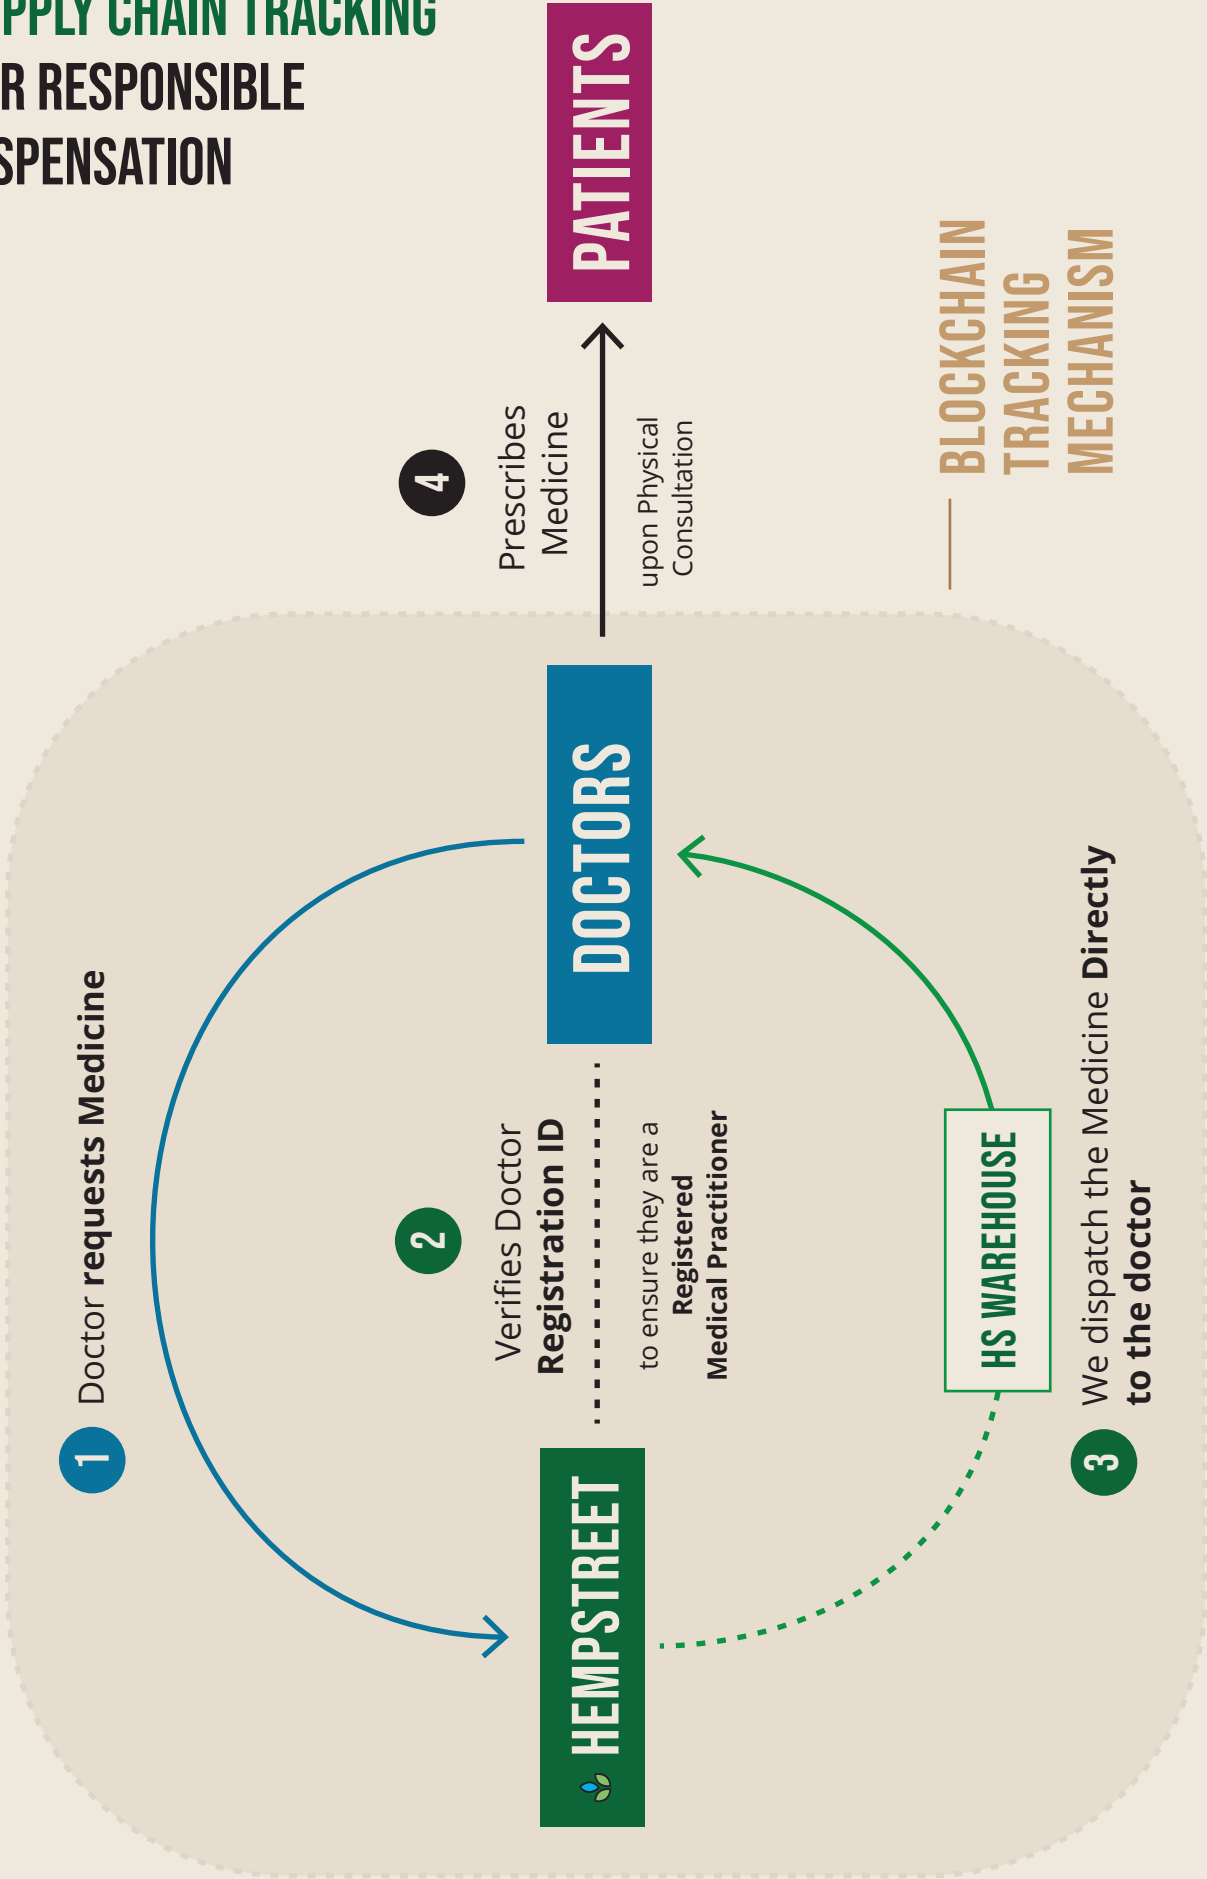 PPLY CHAIN TRACKING
R RESPONSIBLE
SPENSATION
1
Doctor requests Medicine
2
Verifies Doctor
Registration ID
to ensure they are a
Registered
Medical Practitioner
HEMPSTREET
DOCTORS
HS WAREHOUSE
3
We dispatch the Medicine Directly
to the doctor
4
Prescribes
Medicine
upon Physical
Consultation
PATIENTS
BLOCKCHAIN
TRACKING
MECHANISM